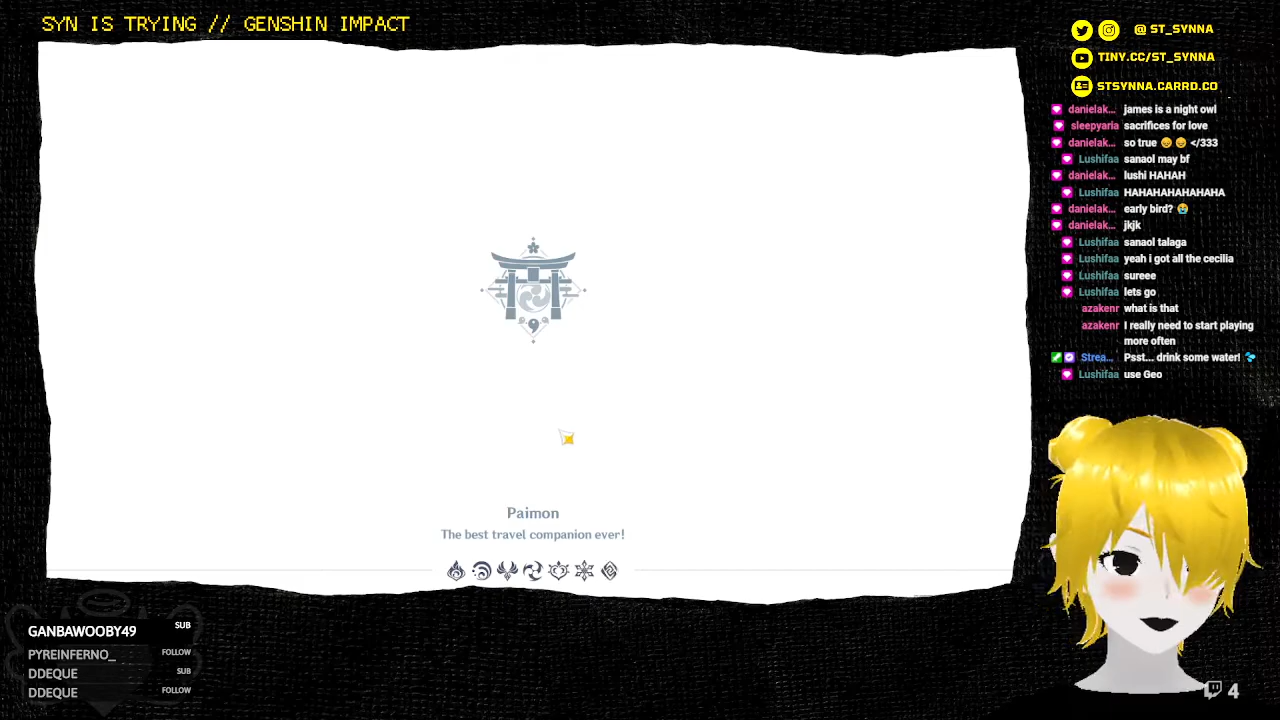 SYN IS TRYING // GENSHIN IMPACT
@ ST_SYNNA
TINY.CC/ST_SYNNA
STSYNNA.CARRD.CO
danielak... james is a night owl
sleepyaria sacrifices for love
danielak... so true 😞 😞 </333
Lushifaa sanaol may bf
danielak... lushi HAHAH
Lushifaa HAHAHAHAHAHAHA
danielak... early bird? 😭
danielak... jkjk
Lushifaa sanaol talaga
Lushifaa yeah i got all the cecilia
Lushifaa sureee
Lushifaa lets go
azakenr what is that
azakenr I really need to start playing
more often
Strea... Psst... drink some water! 💦
Lushifaa use Geo
Paimon
The best travel companion ever!
GANBAWOOBY49 SUB
PYREINFERNO_ FOLLOW
DDEQUE SUB
DDEQUE FOLLOW
4